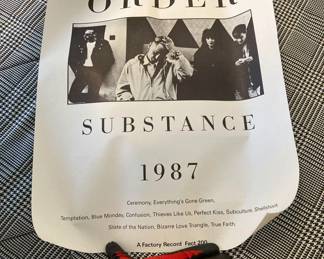 ORDER
SUBSTANCE
1987
Ceremony, Everything's Gone Green,
Temptation, Blue Monday, Confusion, Thieves Like Us, Perfect Kiss, Subculture, Shellshock
State of the Nation, Bizarre Love Triangle, True Faith.
A Factory Record Fact 200